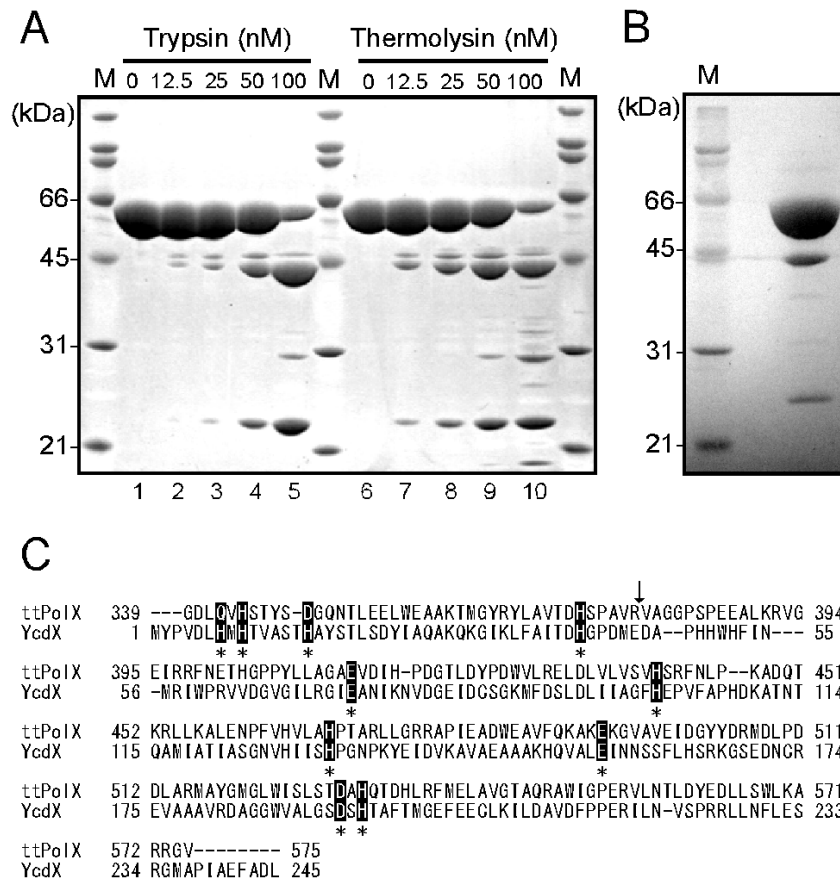 A
B
Trypsin (nM)
Thermolysin (nM)
M 0 12.5 25 50 100 M 0 12.5 25 50 100 M
M
(kDa)
(kDa)
66-
66-
45-
45-
31-
31-
21-
21-
1 2 3 4 5 6 7 8 9 10
C
ttPolX 339 ---GDLQVHSTYS-DGQNTLEELWEAAKTMGYRYLAVTDHSPAVRVAGGPSPEEALKRVG 394
YcdX 1 MYPVDLHMHTVASTHAYSTLSDYIAQAKQKGIKLFAITDHGPDMEDA--PHHWHFIN--- 55
* * * *
ttPolX 395 EIRRFNETHGPPYLLAGAEVDIH-PDGTLDYPDWVLRELDLVLVSVHSRFNLP--KADQT 451
YcdX 56 -MRIWPRVVDGVGILRGIEANIKNVDGEIDCSGKMFDSLDLIIAGFHEPVFAPHDKATNT 114
* *
ttPolX 452 KRLLKALENPFVHVLAHPTARLLGRRAPIEADWEAVFQKAKEKGVAVEIDGYYDRMDLPD 511
YcdX 115 QAMIATIASGNVHIISHPGNPKYEIDVKAVAEAAAKHQVALEINNSSFLHSRKGSEDNCR 174
* *
ttPolX 512 DLARMAYGMGLWISLSTDAHQTDHLRFMELAVGTAQRAWIGPERVLNTLDYEDLLSWLKA 571
YcdX 175 EVAAAVRDAGGWVALGSDSHTAFTMGEFEECLKILDAVDFPPERILN-VSPRRLLNFLES 233
* *
ttPolX 572 RRGV-------- 575
YcdX 234 RGMAPIAEFADL 245